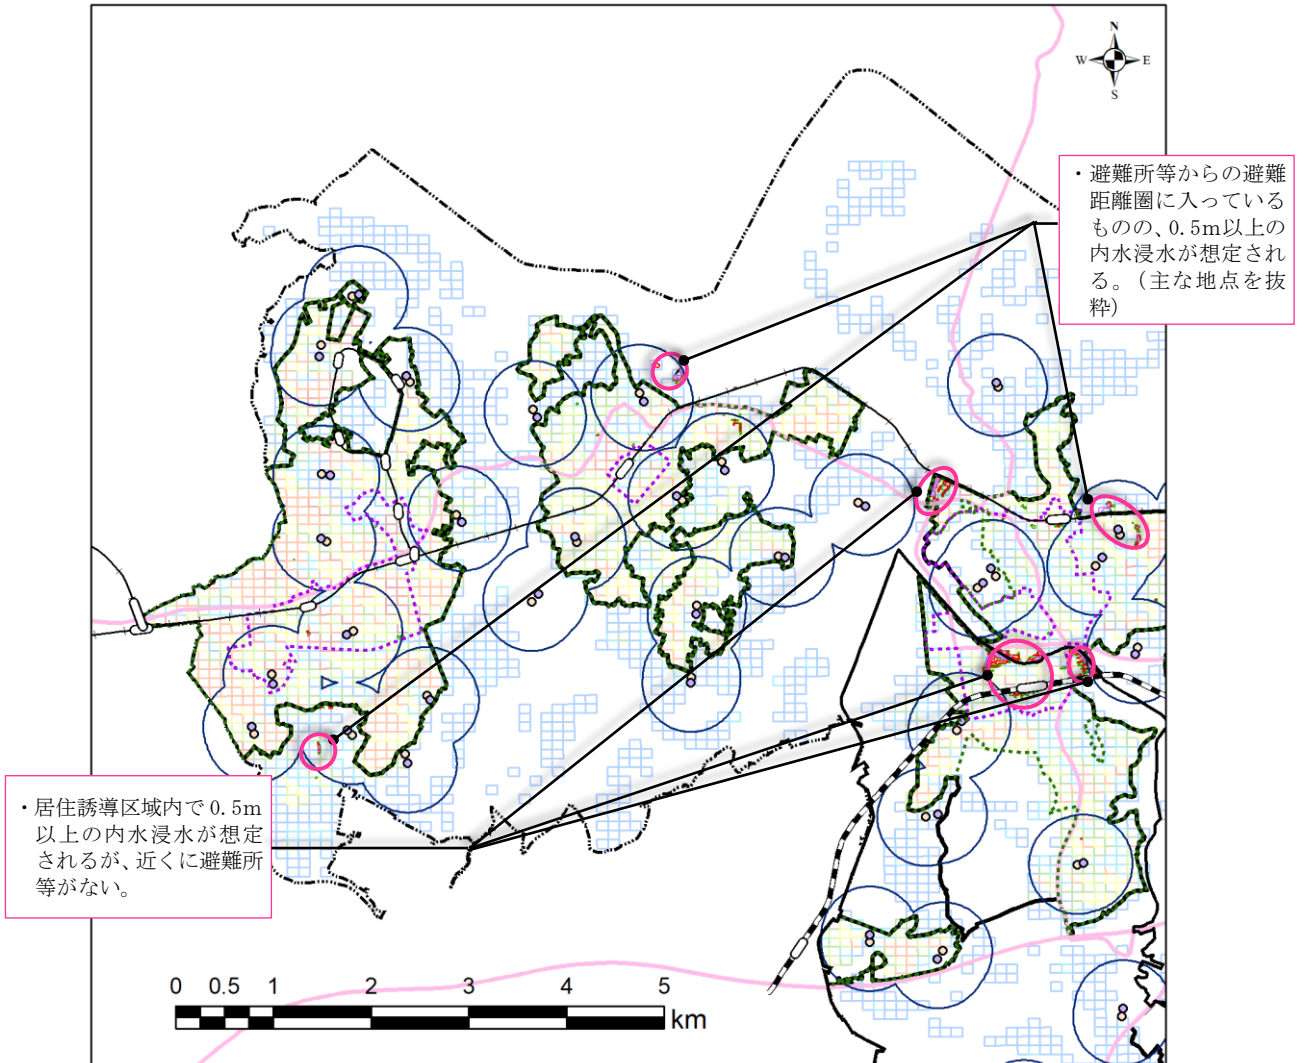 N
W E
S
・避難所等からの避難
距離圏に入っている
ものの、0.5m以上の
内水浸水が想定され
る。（主な地点を抜
粋）
・居住誘導区域内で0.5m
以上の内水浸水が想定
されるが、近くに避難所
等がない。
0 0.5 1 2 3 4 5
km